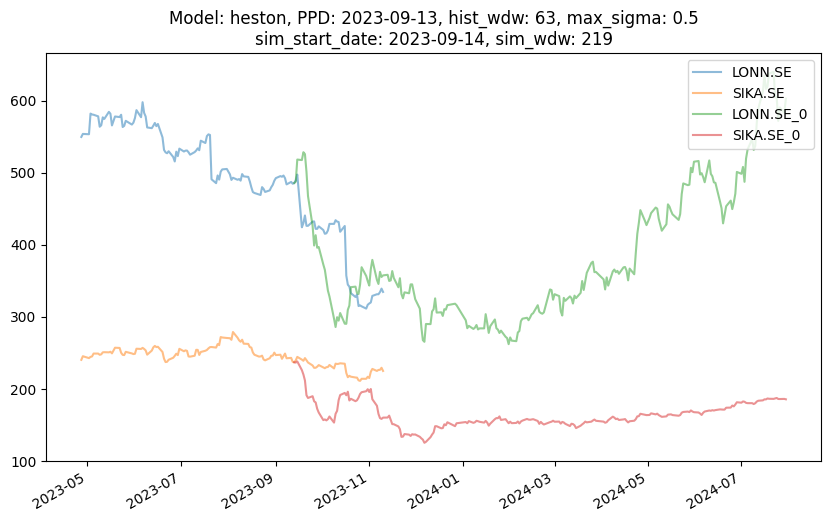 Model: heston, PPD: 2023-09-13, hist_wdw: 63, max_sigma: 0.5
sim_start_date: 2023-09-14, sim_wdw: 219
LONN.SE
SIKA.SE
LONN.SE_0
SIKA.SE_0
600
500
400
300
200
100
2023-05
2023-07
2023-09
2023-11
2024-01
2024-03
2024-05
2024-07